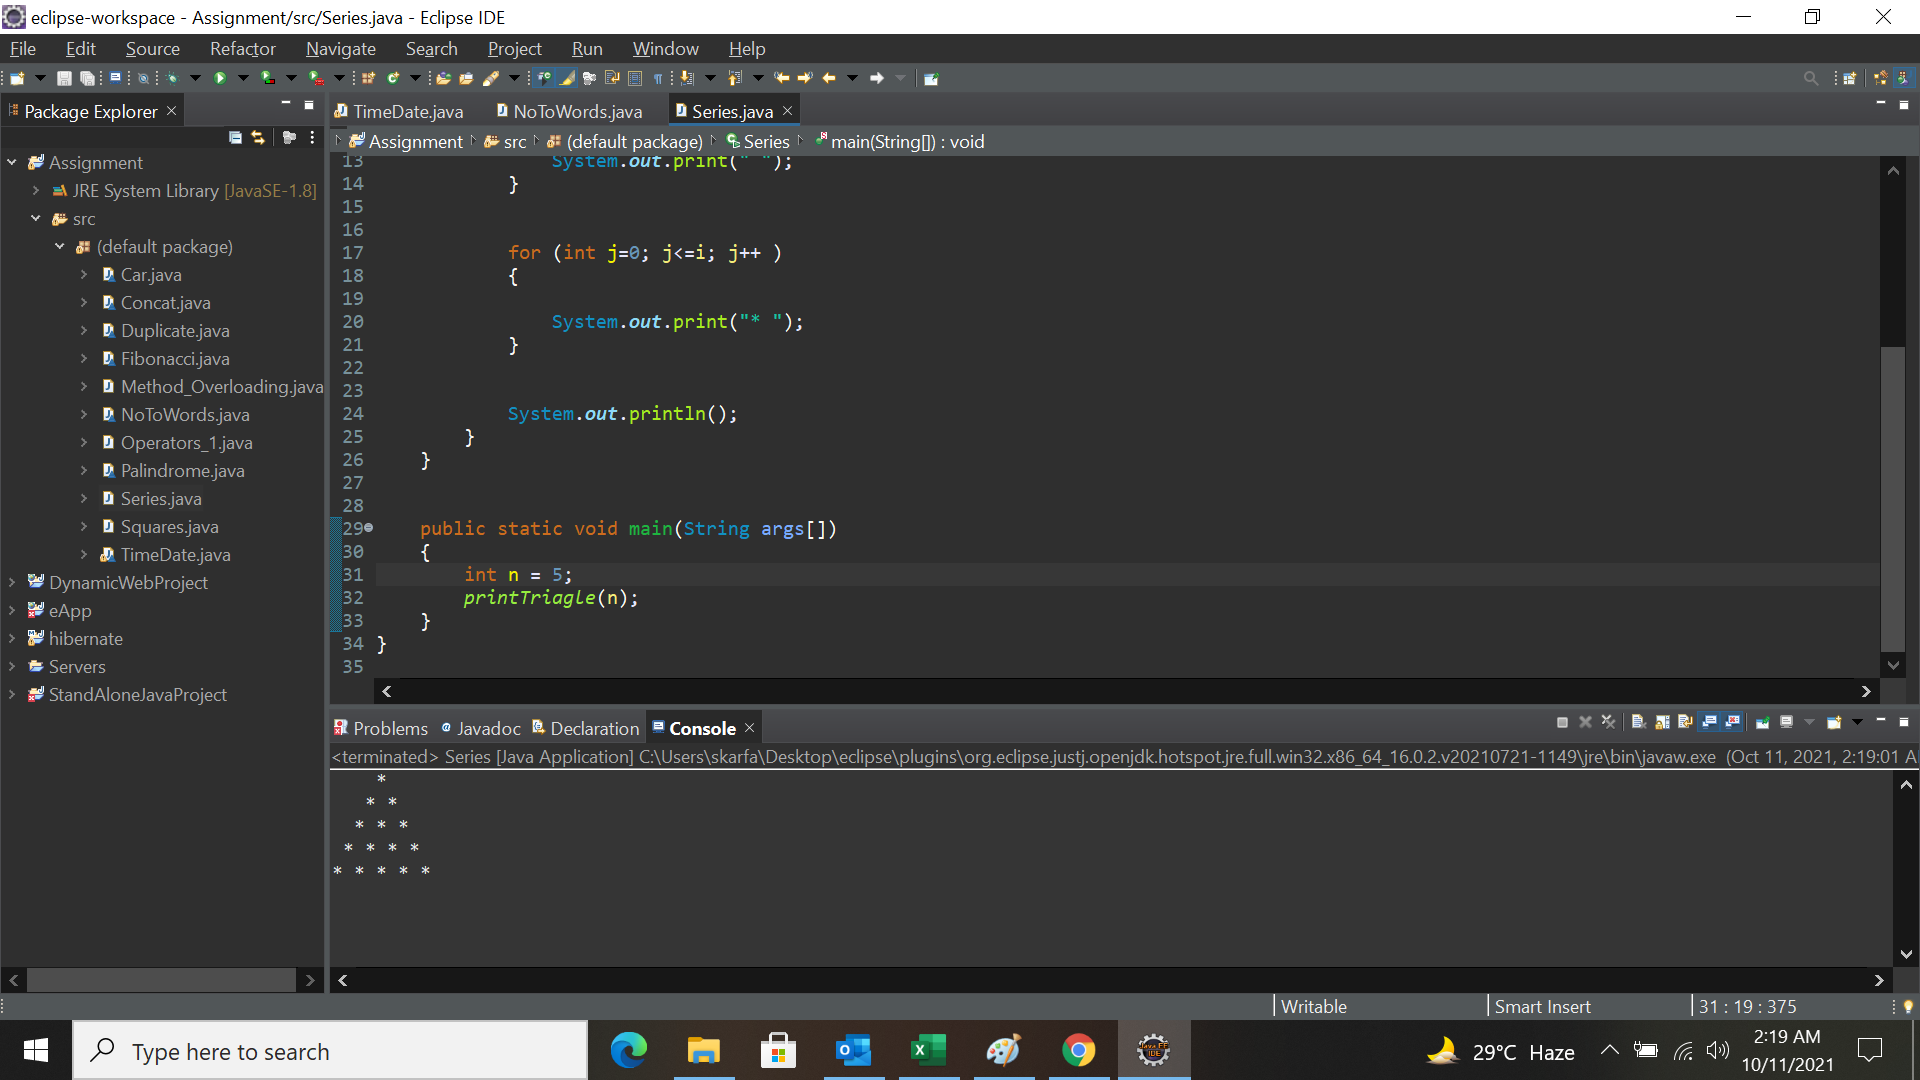 eclipse-workspace - Assignment/src/Series.java - Eclipse IDE
File Edit Source Refactor Navigate Search Project Run Window Help
Package Explorer
Assignment
JRE System Library [JavaSE-1.8]
src
(default package)
Car.java
Concat.java
Duplicate.java
Fibonacci.java
Method_Overloading.java
NoToWords.java
Operators_1.java
Palindrome.java
Series.java
Squares.java
TimeDate.java
DynamicWebProject
eApp
hibernate
Servers
StandAloneJavaProject
TimeDate.java NoToWords.java Series.java
Assignment src (default package) Series main(String[]) : void
13 System.out.print(" ");
14 }
15
16
17 for (int j=0; j<=i; j++ )
18 {
19
20 System.out.print("* ");
21 }
22
23
24 System.out.println();
25 }
26 }
27
28
29 public static void main(String args[])
30 {
31 int n = 5;
32 printTriagle(n);
33 }
34 }
35
Problems Javadoc Declaration Console
<terminated> Series [Java Application] C:\Users\skarfa\Desktop\eclipse\plugins\org.eclipse.justj.openjdk.hotspot.jre.full.win32.x86_64_16.0.2.v20210721-1149\jre\bin\javaw.exe (Oct 11, 2021, 2:19:01 A
*
* *
* * *
* * * *
* * * * *
Writable Smart Insert 31 : 19 : 375
Type here to search
29°C Haze
2:19 AM
10/11/2021